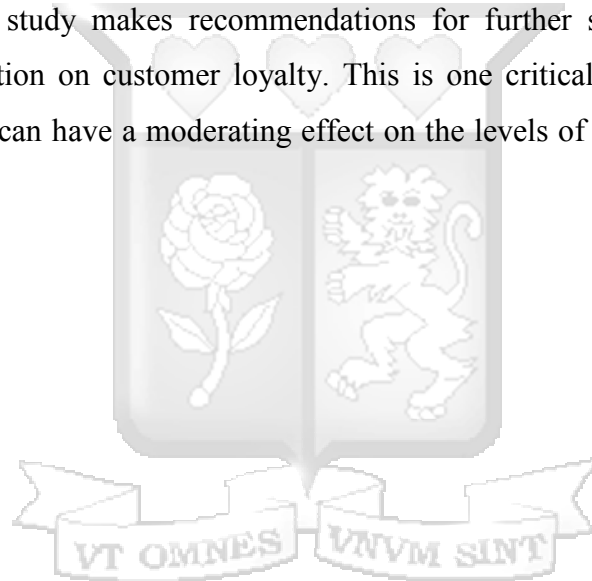 study makes recommendations for further s
tion on customer loyalty. This is one critical
can have a moderating effect on the levels of
VT OMNES VNVM SINT